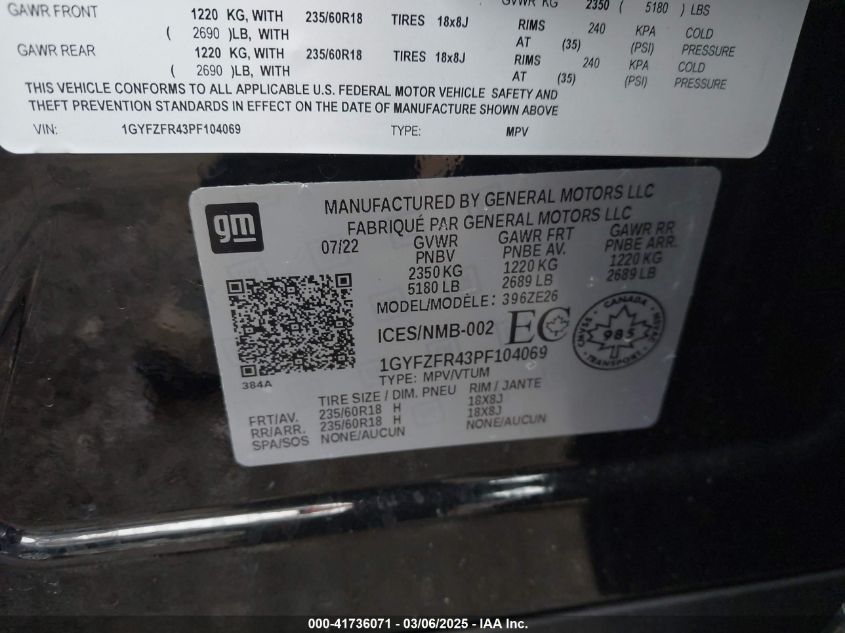 GVWR KG 2350 ( 5180 ) LBS
GAWR FRONT 1220 KG, WITH 235/60R18 TIRES 18x8J RIMS 240 KPA COLD
( 2690 )LB, WITH AT (35) (PSI) PRESSURE
GAWR REAR 1220 KG, WITH 235/60R18 TIRES 18x8J RIMS 240 KPA COLD
( 2690 )LB, WITH AT (35) (PSI) PRESSURE
THIS VEHICLE CONFORMS TO ALL APPLICABLE U.S. FEDERAL MOTOR VEHICLE SAFETY AND
THEFT PREVENTION STANDARDS IN EFFECT ON THE DATE OF MANUFACTURE SHOWN ABOVE
VIN: 1GYFZFR43PF104069 TYPE: MPV
gm
MANUFACTURED BY GENERAL MOTORS LLC
FABRIQUÉ PAR GENERAL MOTORS LLC
07/22 GVWR GAWR FRT GAWR RR
PNBV PNBE AV. PNBE ARR.
2350 KG 1220 KG 1220 KG
5180 LB 2689 LB 2689 LB
MODEL/MODÈLE: 396ZE26
ICES/NMB-002 EC
CANADA
985
TRANSPORT
1GYFZFR43PF104069
TYPE: MPV/VTUM
384A
TIRE SIZE / DIM. PNEU RIM / JANTE
FRT/AV. 235/60R18 H 18X8J
RR/ARR. 235/60R18 H 18X8J
SPA/SOS NONE/AUCUN NONE/AUCUN
000-41736071 - 03/06/2025 - IAA Inc.